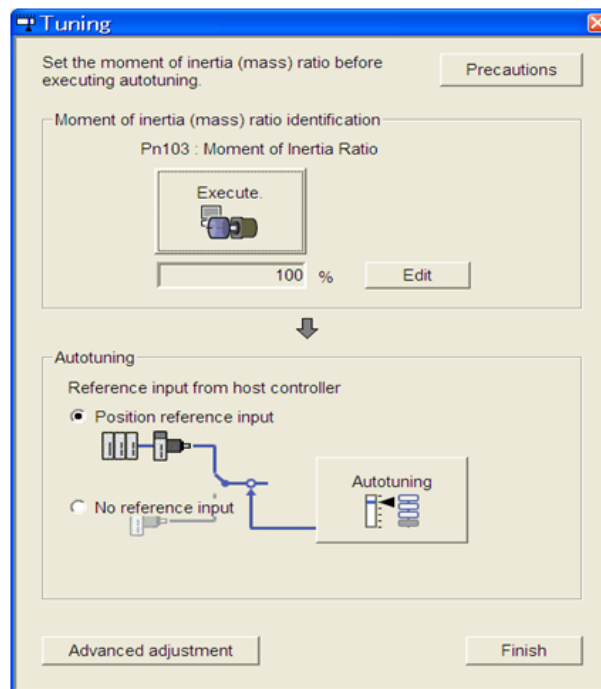 Tuning
Set the moment of inertia (mass) ratio before
executing autotuning.
Precautions
Moment of inertia (mass) ratio identification
Pn103 : Moment of Inertia Ratio
Execute.
100 %
Edit
Autotuning
Reference input from host controller
Position reference input
No reference input
Autotuning
Advanced adjustment
Finish